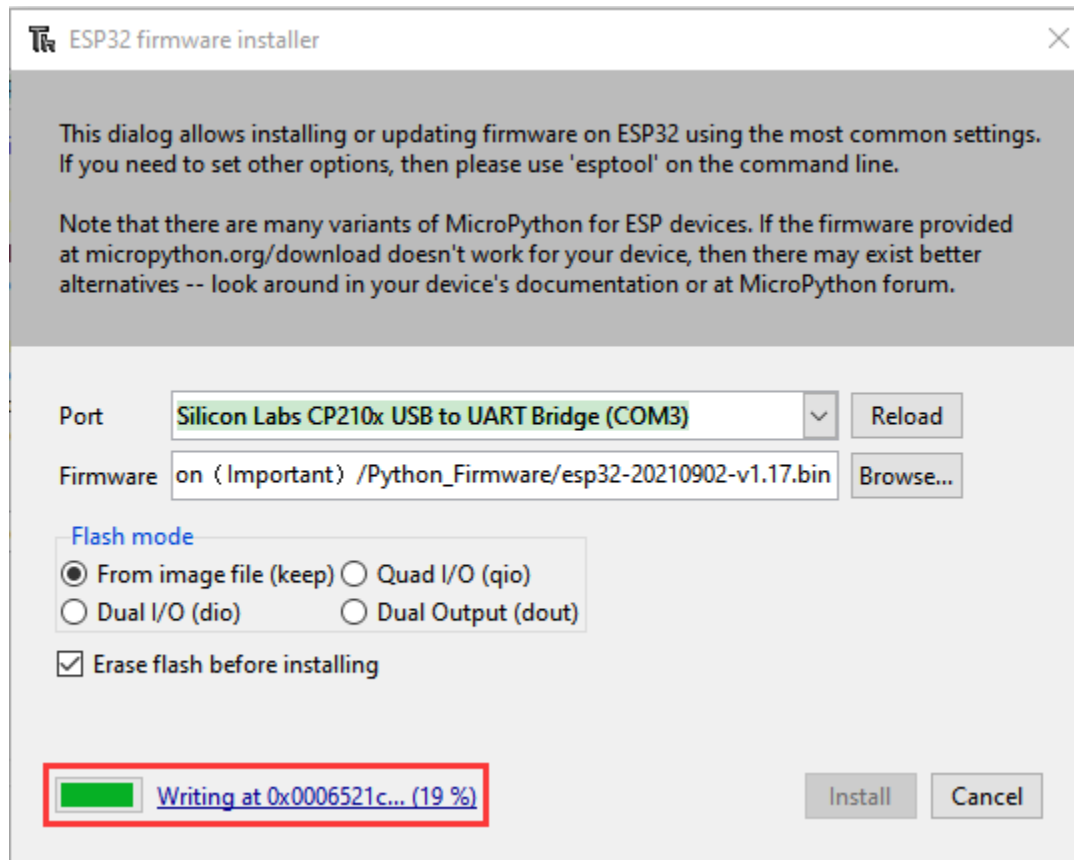 ESP32 firmware installer
This dialog allows installing or updating firmware on ESP32 using the most common settings.
If you need to set other options, then please use 'esptool' on the command line.
Note that there are many variants of MicroPython for ESP devices. If the firmware provided
at micropython.org/download doesn't work for your device, then there may exist better
alternatives -- look around in your device's documentation or at MicroPython forum.
Port Silicon Labs CP210x USB to UART Bridge (COM3) Reload
Firmware on（Important）/Python_Firmware/esp32-20210902-v1.17.bin Browse...
Flash mode
From image file (keep) Quad I/O (qio)
Dual I/O (dio) Dual Output (dout)
Erase flash before installing
Writing at 0x0006521c... (19 %) Install Cancel